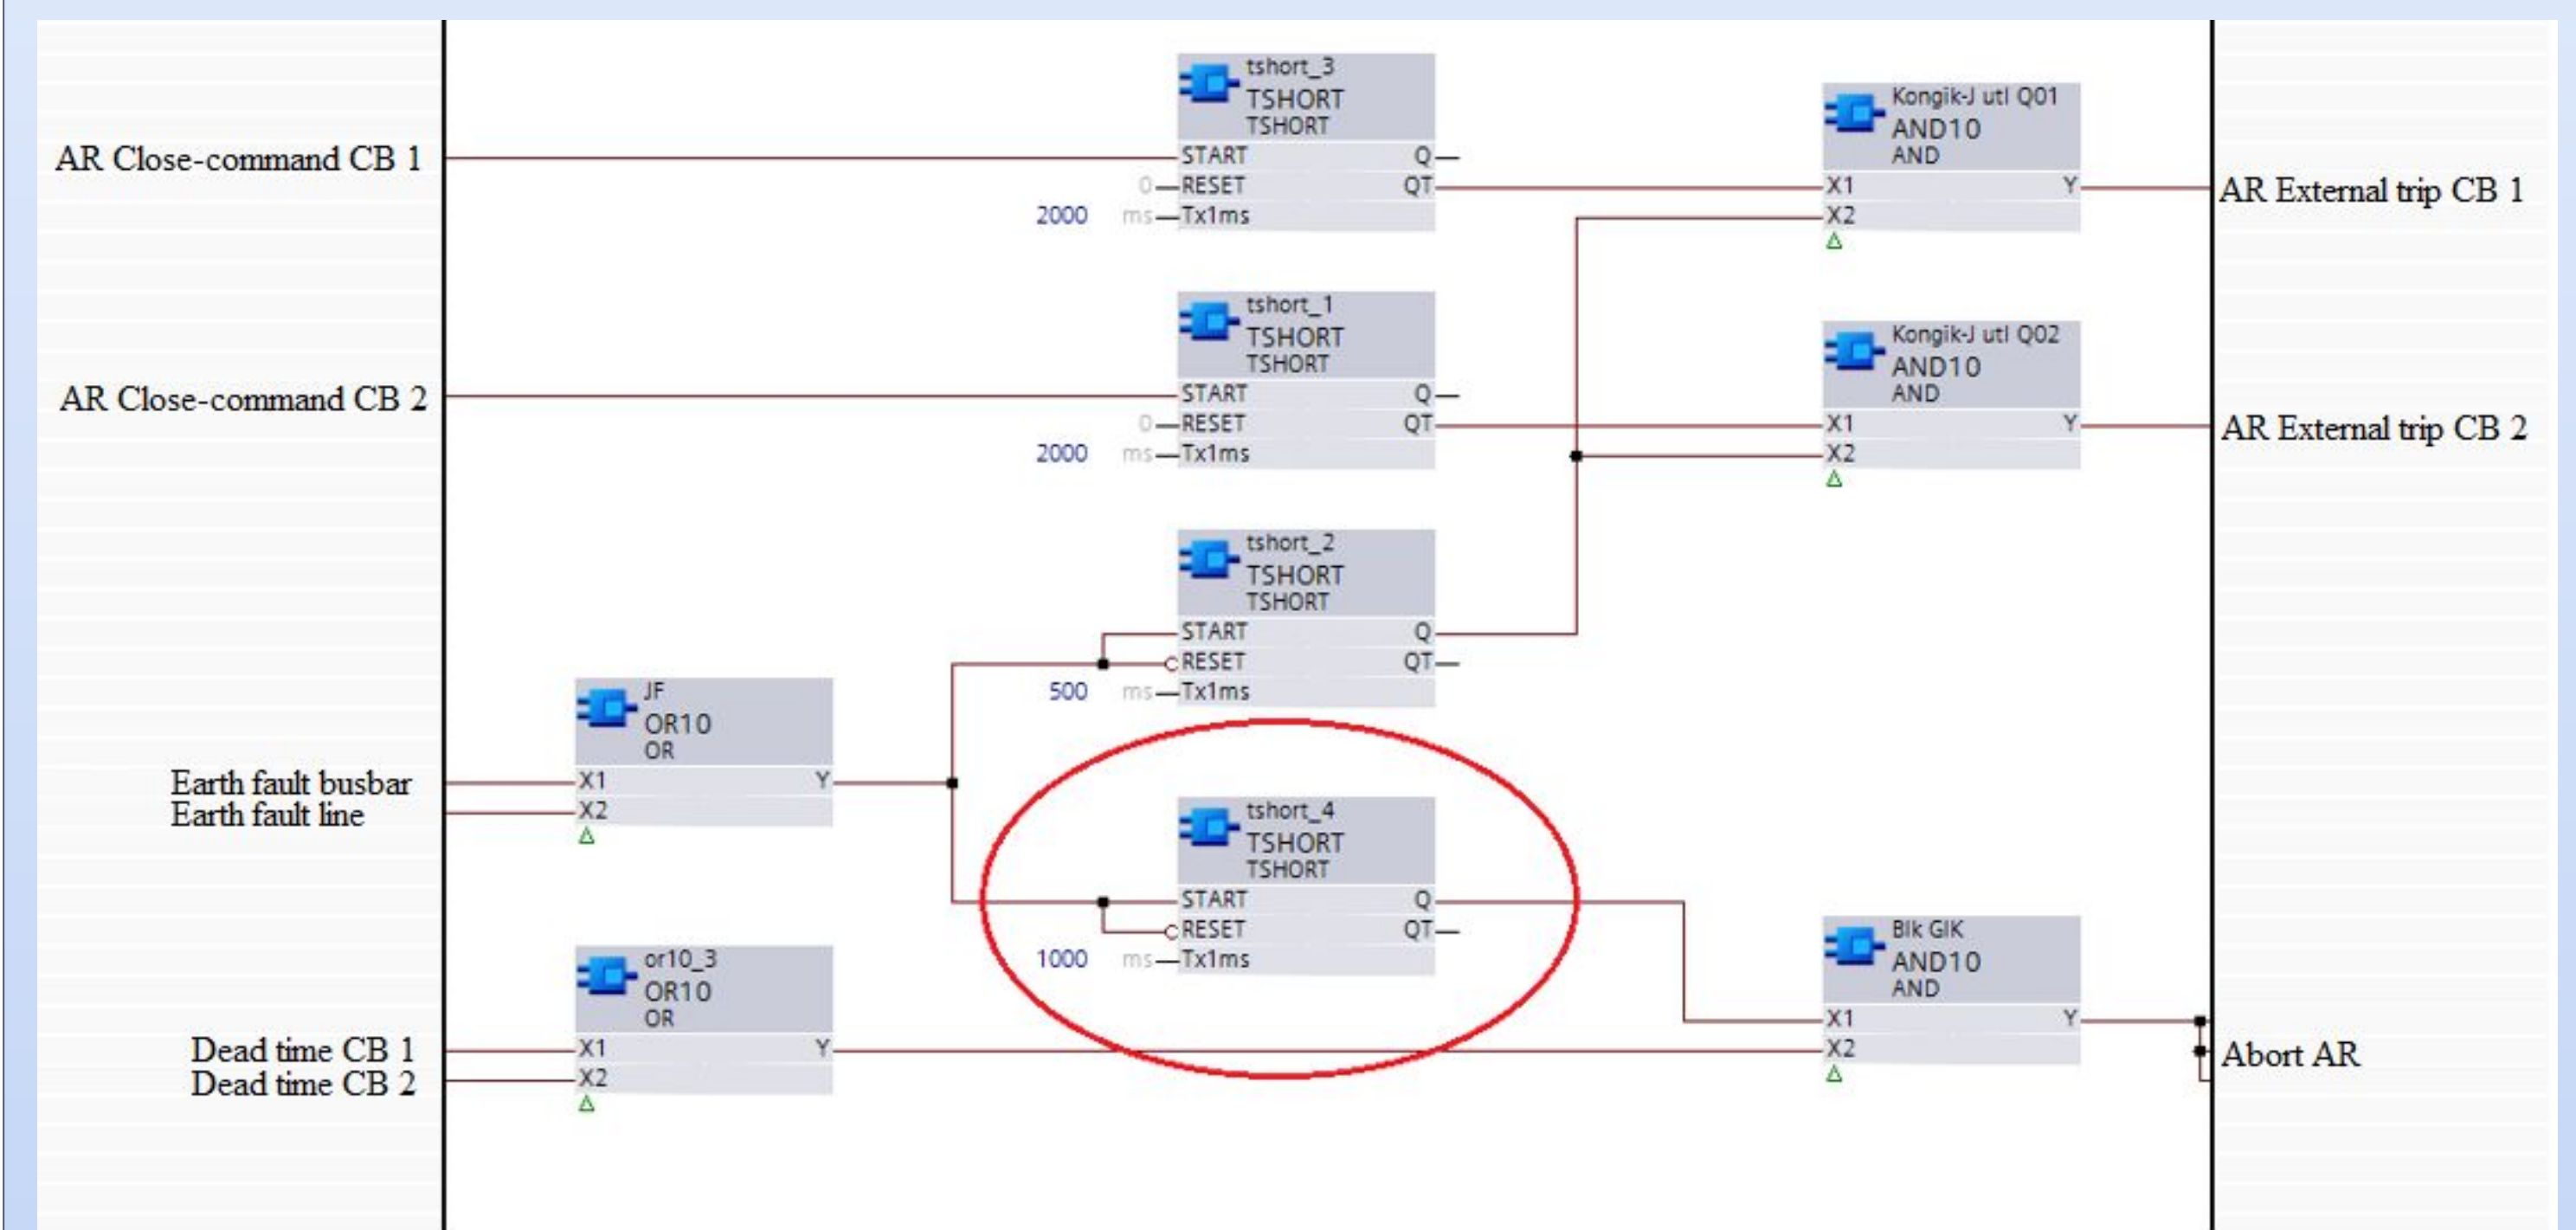 tshort_3
TSHORT
TSHORT
AR Close-command CB 1
START Q
0 RESET QT
2000 ms Tx1ms
Kongik-J utl Q01
AND10
AND
X1 Y
X2
AR External trip CB 1
tshort_1
TSHORT
TSHORT
AR Close-command CB 2
START Q
0 RESET QT
2000 ms Tx1ms
Kongik-J utl Q02
AND10
AND
X1 Y
X2
AR External trip CB 2
tshort_2
TSHORT
TSHORT
START Q
RESET QT
500 ms Tx1ms
JF
OR10
OR
Earth fault busbar
X1 Y
Earth fault line
X2
tshort_4
TSHORT
TSHORT
START Q
RESET QT
1000 ms Tx1ms
or10_3
OR10
OR
Dead time CB 1
X1 Y
Dead time CB 2
X2
Blk GIK
AND10
AND
X1 Y
X2
Abort AR